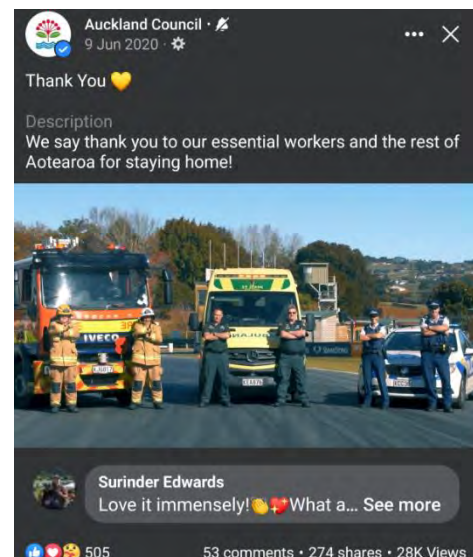 Auckland Council
9 Jun 2020
Thank You 💛
Description
We say thank you to our essential workers and the rest of
Aotearoa for staying home!
IVECO
Surinder Edwards
Love it immensely!👏💖What a... See more
505
53 comments • 274 shares • 28K Views